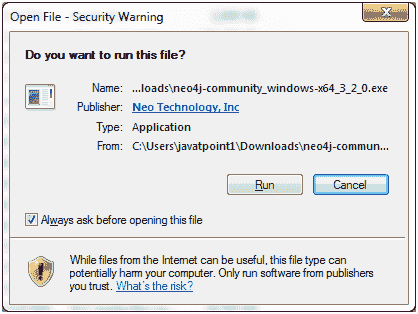 Open File - Security Warning
Do you want to run this file?
Name: ...loads\neo4j-community_windows-x64_3_2_0.exe
Publisher: Neo Technology, Inc
Type: Application
From: C:\Users\javatpoint1\Downloads\neo4j-commun...
Run Cancel
Always ask before opening this file
While files from the Internet can be useful, this file type can
potentially harm your computer. Only run software from publishers
you trust. What's the risk?